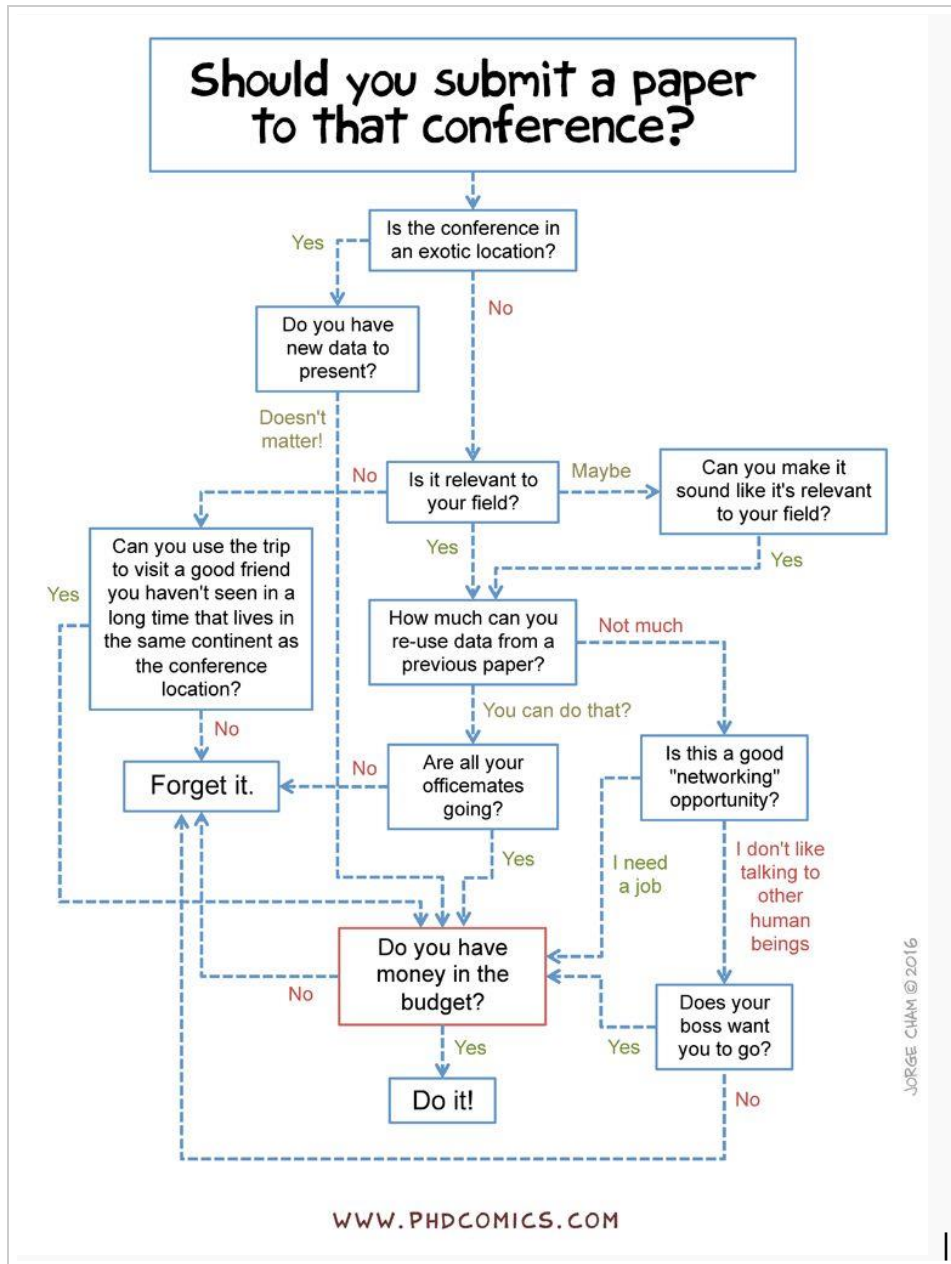 Should you submit a paper
to that conference?
Is the conference in
an exotic location?
Yes
No
Do you have
new data to
present?
Doesn't
matter!
Is it relevant to
your field?
No
Maybe
Yes
Can you make it
sound like it's relevant
to your field?
Yes
Can you use the trip
to visit a good friend
you haven't seen in a
long time that lives in
the same continent as
the conference
location?
Yes
No
How much can you
re-use data from a
previous paper?
Not much
You can do that?
Forget it.
Are all your
officemates
going?
No
Yes
Is this a good
"networking"
opportunity?
I need
a job
I don't like
talking to
other
human
beings
Do you have
money in the
budget?
No
Yes
Does your
boss want
you to go?
Yes
No
Do it!
JORGE CHAM © 2016
WWW.PHDCOMICS.COM